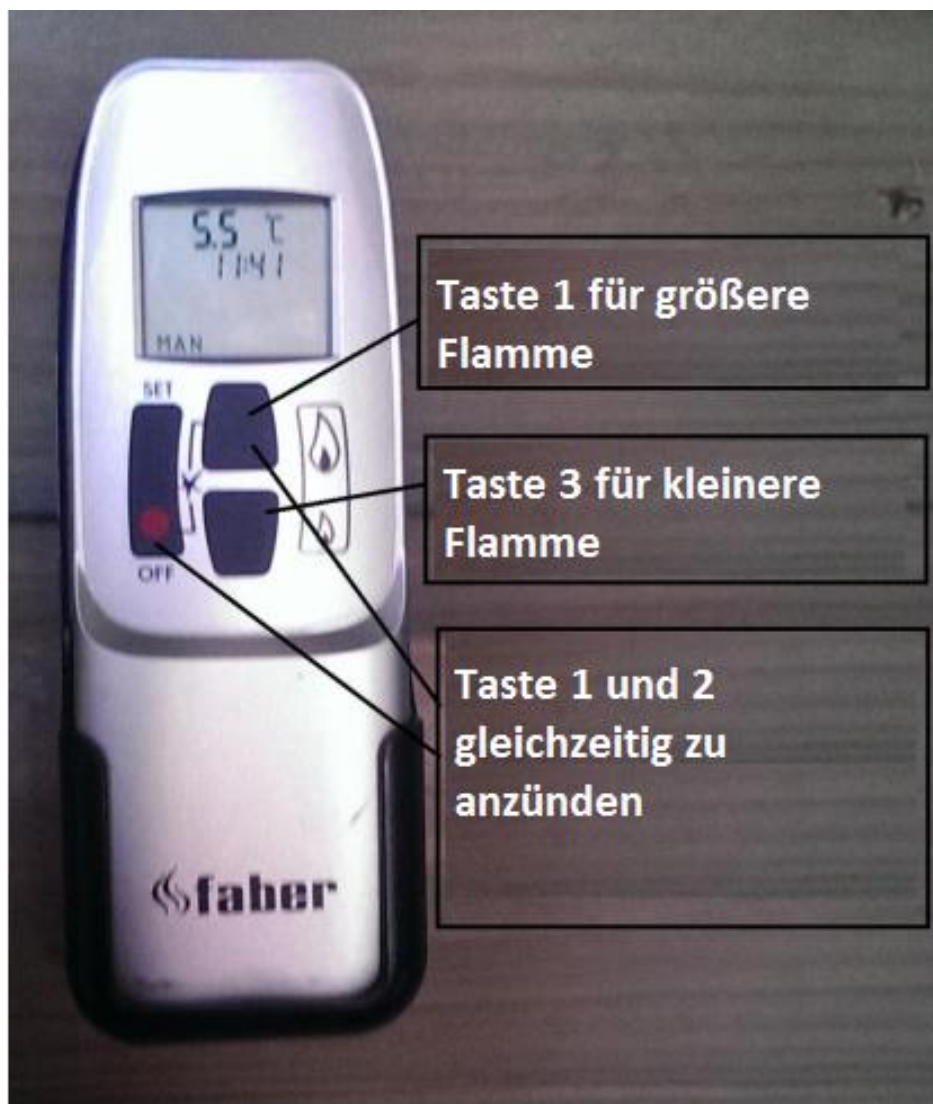 5.5 °C
11:41
MAN
SET
OFF
Taste 1 für größere
Flamme
Taste 3 für kleinere
Flamme
Taste 1 und 2
gleichzeitig zu
anzünden
faber